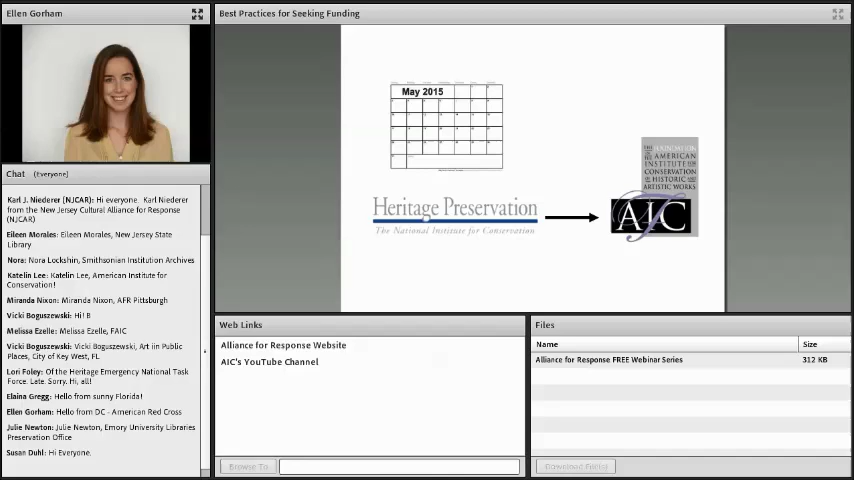 Ellen Gorham
Best Practices for Seeking Funding
May 2015
Heritage Preservation
The National Institute for Conservation
THE FOUNDATION
OF THE AMERICAN
INSTITUTE FOR
CONSERVATION
OF HISTORIC AND
ARTISTIC WORKS
AIC
Chat (Everyone)
Karl J. Niederer [NJCAR]: Hi everyone. Karl Niederer
from the New Jersey Cultural Alliance for Response
(NJCAR)
Eileen Morales: Eileen Morales, New Jersey State
Library
Nora: Nora Lockshin, Smithsonian Institution Archives
Katelin Lee: Katelin Lee, American Institute for
Conservation!
Miranda Nixon: Miranda Nixon, AFR Pittsburgh
Vicki Boguszewski: Hi! B
Melissa Ezelle: Melissa Ezelle, FAIC
Vicki Boguszewski: Vicki Boguszewski, Art iin Public
Places, City of Key West, FL
Lori Foley: Of the Heritage Emergency National Task
Force. Late. Sorry. Hi, all!
Elaina Gregg: Hello from sunny Florida!
Ellen Gorham: Hello from DC - American Red Cross
Julie Newton: Julie Newton, Emory University Libraries
Preservation Office
Susan Duhl: Hi Everyone.
Web Links
Alliance for Response Website
AIC's YouTube Channel
Browse To
Files
Name Size
Alliance for Response FREE Webinar Series 312 KB
Download File(s)